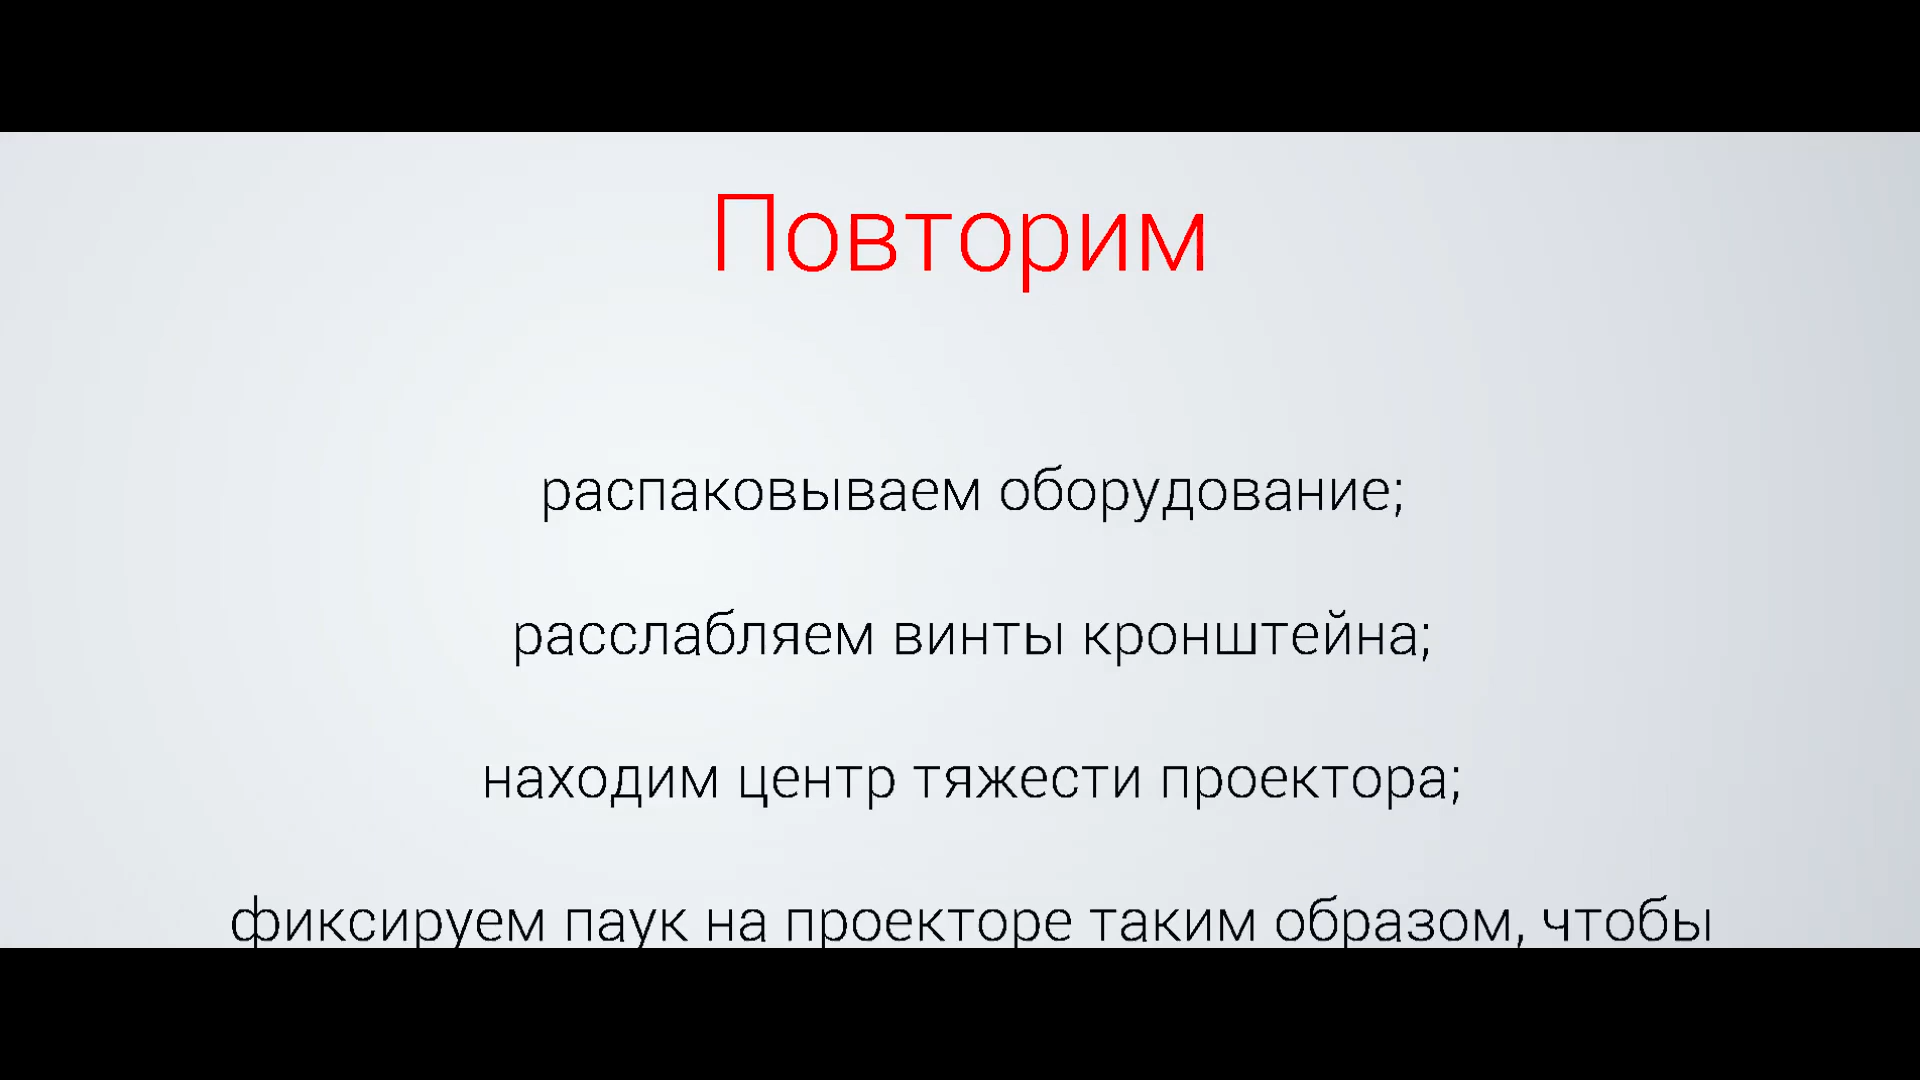 Повторим
распаковываем оборудование;
расслабляем винты кронштейна;
находим центр тяжести проектора;
фиксируем паук на проекторе таким образом, чтобы